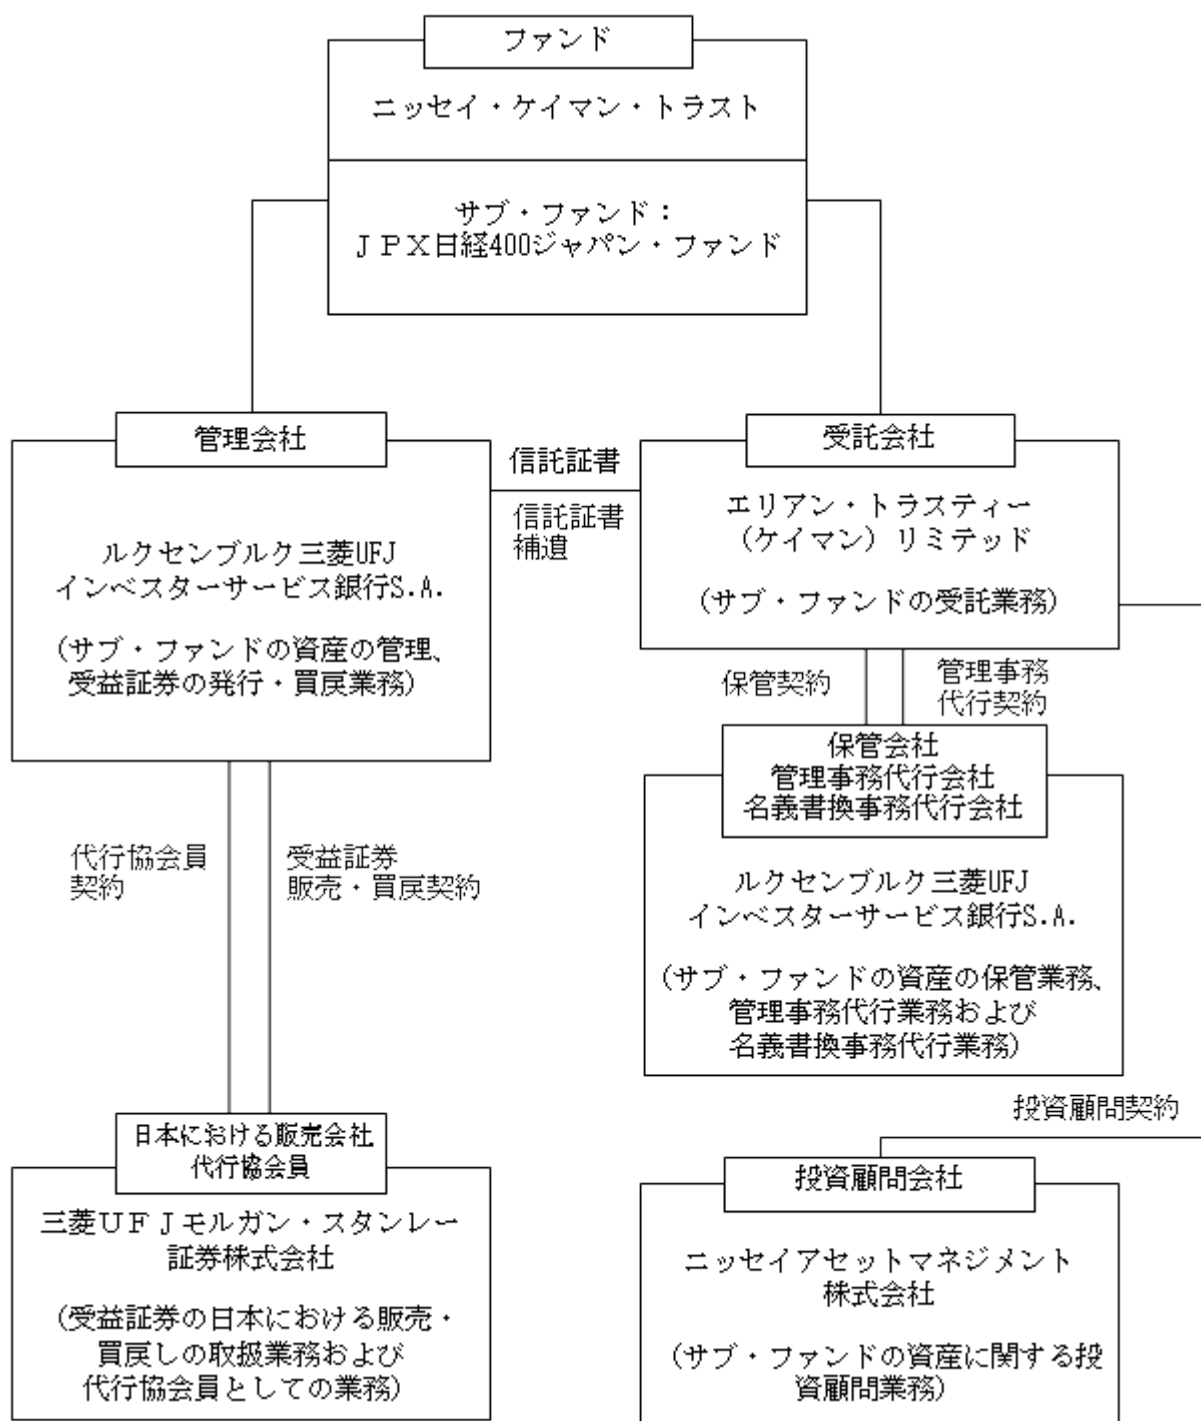 ファンド
ニッセイ・ケイマン・トラスト
サブ・ファンド：
ＪＰＸ日経400ジャパン・ファンド
管理会社
ルクセンブルク三菱UFJ
インベスターサービス銀行S.A.
(サブ・ファンドの資産の管理、
受益証券の発行・買戻業務)
信託証書
信託証書
補遺
受託会社
エリアン・トラスティー
(ケイマン) リミテッド
(サブ・ファンドの受託業務)
保管契約
管理事務
代行契約
保管会社
管理事務代行会社
名義書換事務代行会社
ルクセンブルク三菱UFJ
インベスターサービス銀行S.A.
(サブ・ファンドの資産の保管業務、
管理事務代行業務および
名義書換事務代行業務)
代行協会員
契約
受益証券
販売・買戻契約
日本における販売会社
代行協会員
三菱ＵＦＪモルガン・スタンレー
証券株式会社
(受益証券の日本における販売・
買戻しの取扱業務および
代行協会員としての業務)
投資顧問契約
投資顧問会社
ニッセイアセットマネジメント
株式会社
(サブ・ファンドの資産に関する投
資顧問業務)